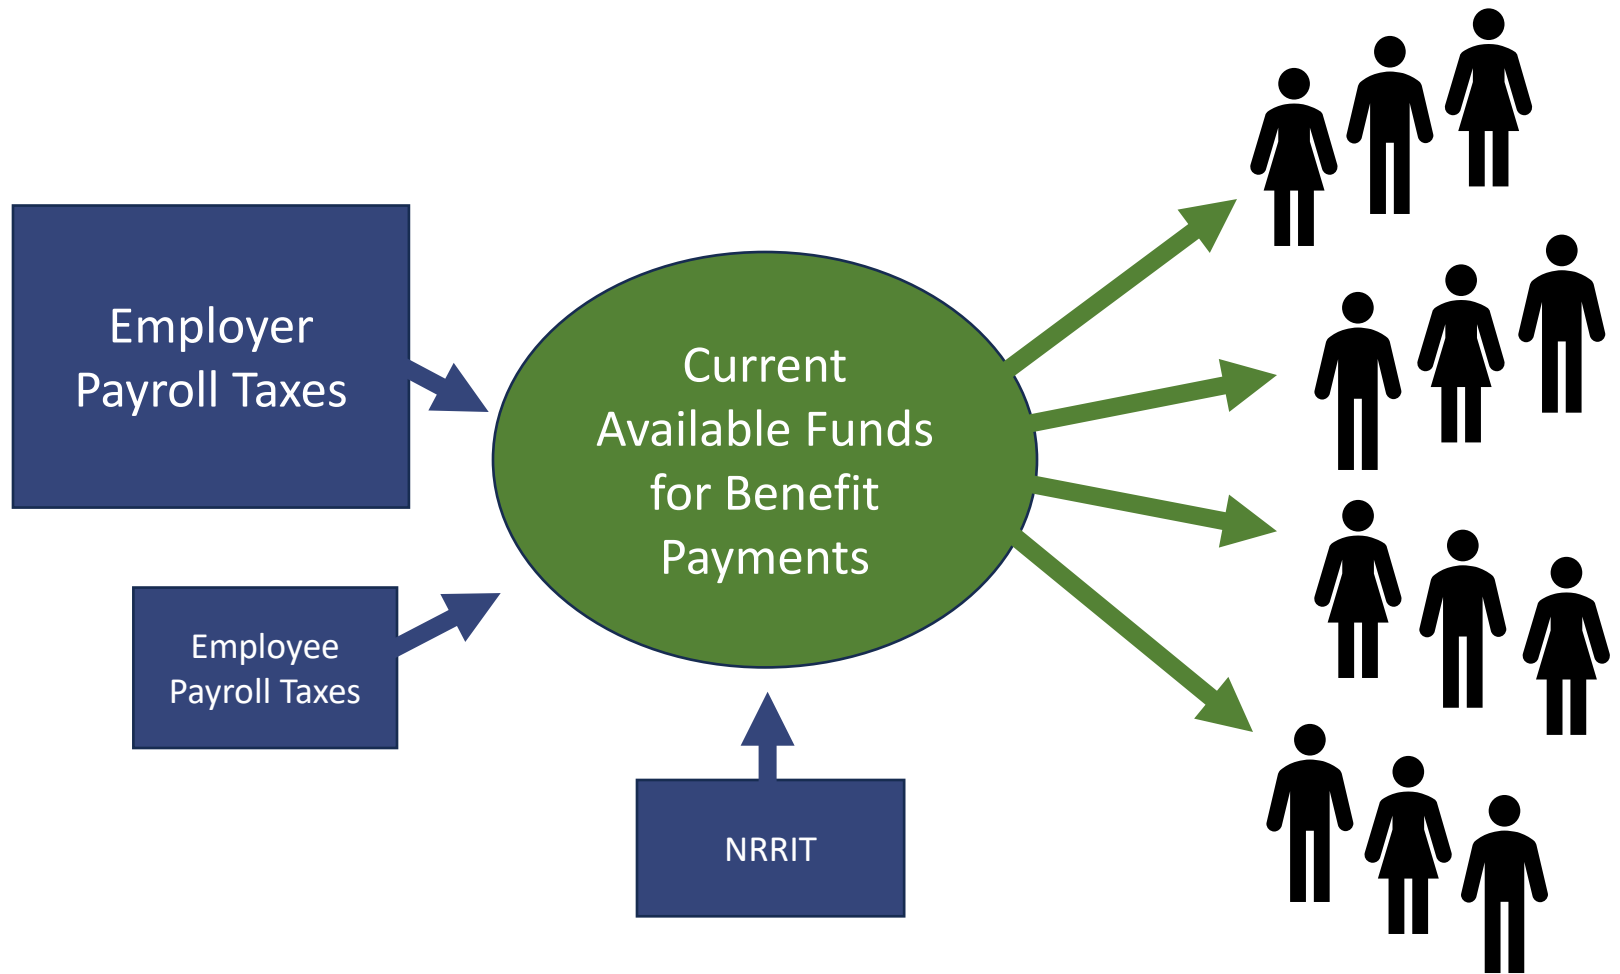 Employer
Payroll Taxes
Current
Available Funds
for Benefit
Payments
Employee
Payroll Taxes
NRRIT